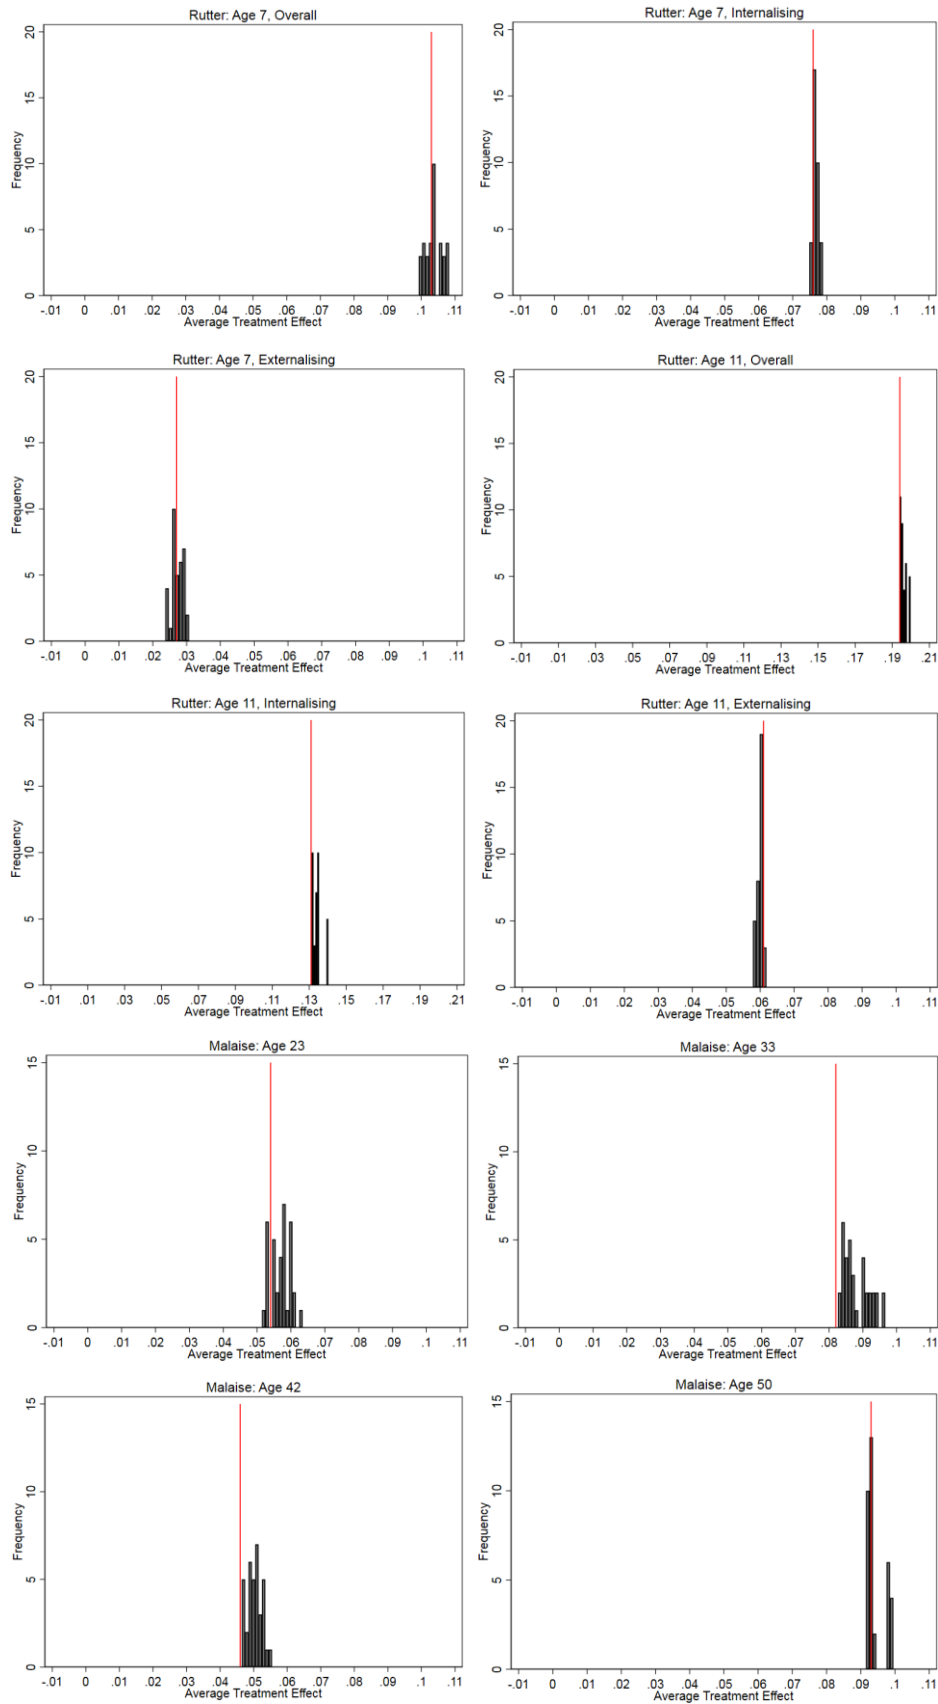 Rutter: Age 7, Overall
Frequency
20
15
10
5
0
-.01 0 .01 .02 .03 .04 .05 .06 .07 .08 .09 .1 .11
Average Treatment Effect
Rutter: Age 7, Internalising
Frequency
20
15
10
5
0
-.01 0 .01 .02 .03 .04 .05 .06 .07 .08 .09 .1 .11
Average Treatment Effect
Rutter: Age 7, Externalising
Frequency
20
15
10
5
0
-.01 0 .01 .02 .03 .04 .05 .06 .07 .08 .09 .1 .11
Average Treatment Effect
Rutter: Age 11, Overall
Frequency
20
15
10
5
0
-.01 .01 .03 .05 .07 .09 .11 .13 .15 .17 .19 .21
Average Treatment Effect
Rutter: Age 11, Internalising
Frequency
20
15
10
5
0
-.01 .01 .03 .05 .07 .09 .11 .13 .15 .17 .19 .21
Average Treatment Effect
Rutter: Age 11, Externalising
Frequency
20
15
10
5
0
-.01 0 .01 .02 .03 .04 .05 .06 .07 .08 .09 .1 .11
Average Treatment Effect
Malaise: Age 23
Frequency
15
10
5
0
-.01 0 .01 .02 .03 .04 .05 .06 .07 .08 .09 .1 .11
Average Treatment Effect
Malaise: Age 33
Frequency
15
10
5
0
-.01 0 .01 .02 .03 .04 .05 .06 .07 .08 .09 .1 .11
Average Treatment Effect
Malaise: Age 42
Frequency
15
10
5
0
-.01 0 .01 .02 .03 .04 .05 .06 .07 .08 .09 .1 .11
Average Treatment Effect
Malaise: Age 50
Frequency
15
10
5
0
-.01 0 .01 .02 .03 .04 .05 .06 .07 .08 .09 .1 .11
Average Treatment Effect